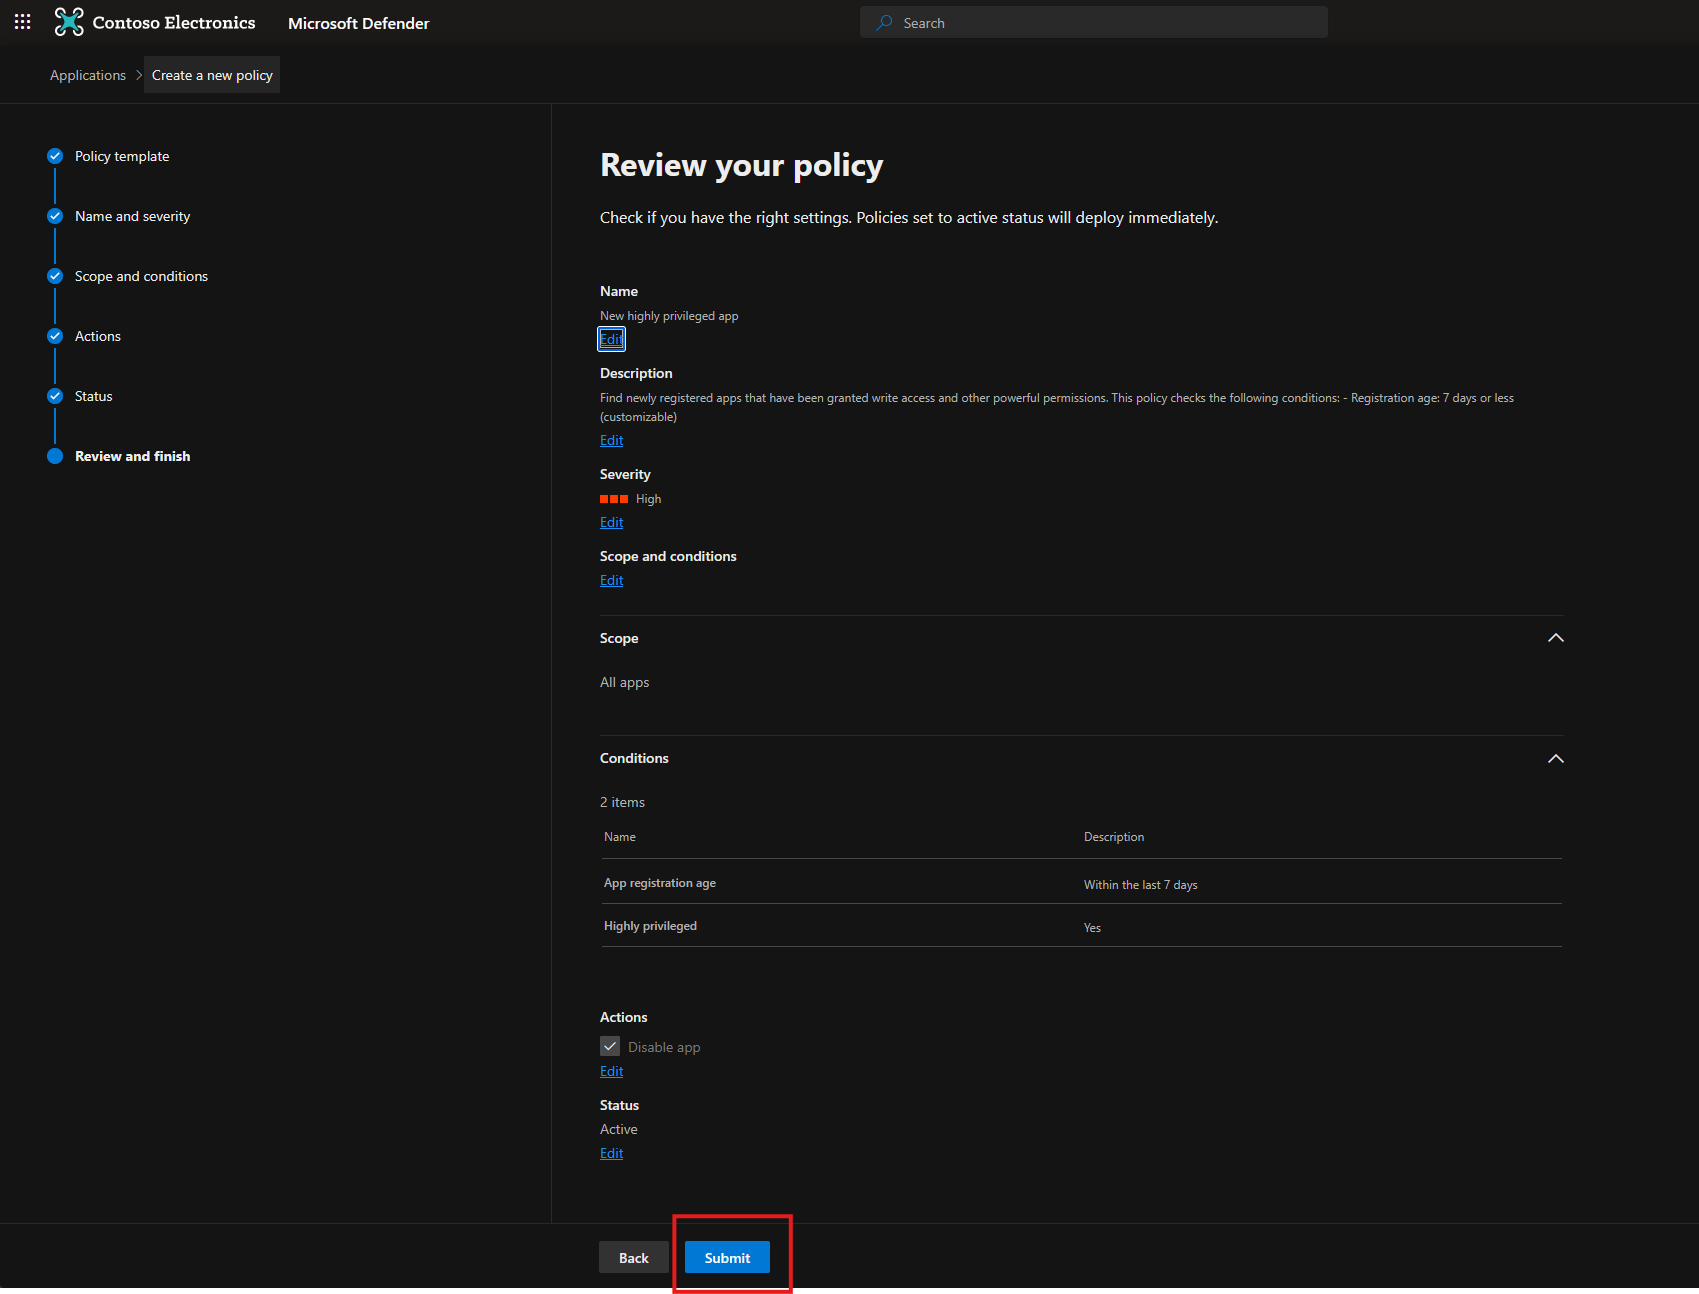 Contoso Electronics Microsoft Defender Search
Applications Create a new policy
Policy template
Name and severity
Scope and conditions
Actions
Status
Review and finish
Review your policy
Check if you have the right settings. Policies set to active status will deploy immediately.
Name
New highly privileged app
Edit
Description
Find newly registered apps that have been granted write access and other powerful permissions. This policy checks the following conditions: - Registration age: 7 days or less
(customizable)
Edit
Severity
High
Edit
Scope and conditions
Edit
Scope
All apps
Conditions
2 items
Name Description
App registration age Within the last 7 days
Highly privileged Yes
Actions
Disable app
Edit
Status
Active
Edit
Back Submit